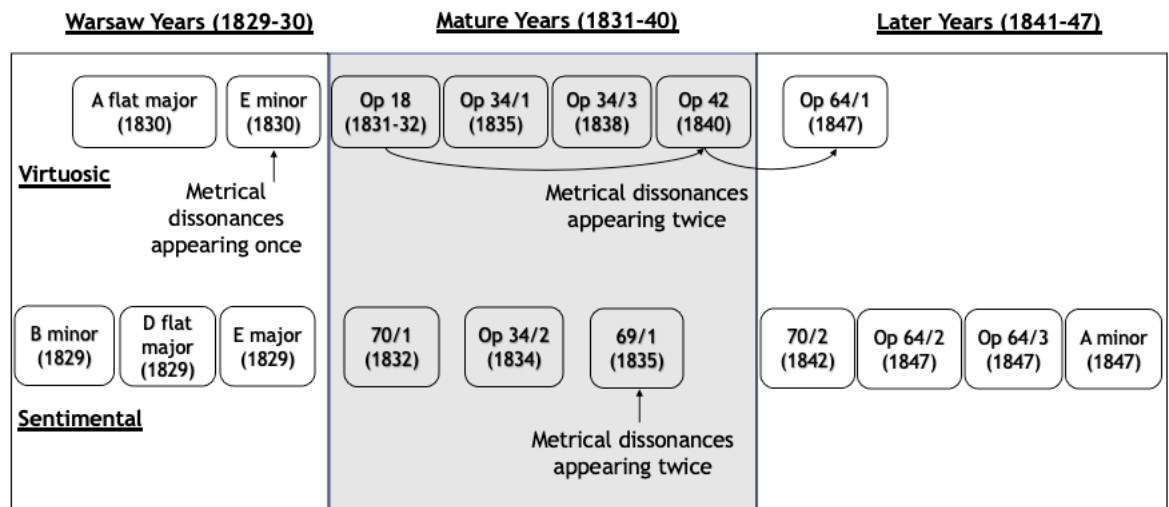 Warsaw Years (1829-30)
Mature Years (1831-40)
Later Years (1841-47)
A flat major
(1830)
E minor
(1830)
Op 18
(1831-32)
Op 34/1
(1835)
Op 34/3
(1838)
Op 42
(1840)
Op 64/1
(1847)
Virtuosic
Metrical
dissonances
appearing once
Metrical dissonances
appearing twice
B minor
(1829)
D flat
major
(1829)
E major
(1829)
70/1
(1832)
Op 34/2
(1834)
69/1
(1835)
70/2
(1842)
Op 64/2
(1847)
Op 64/3
(1847)
A minor
(1847)
Sentimental
Metrical dissonances
appearing twice